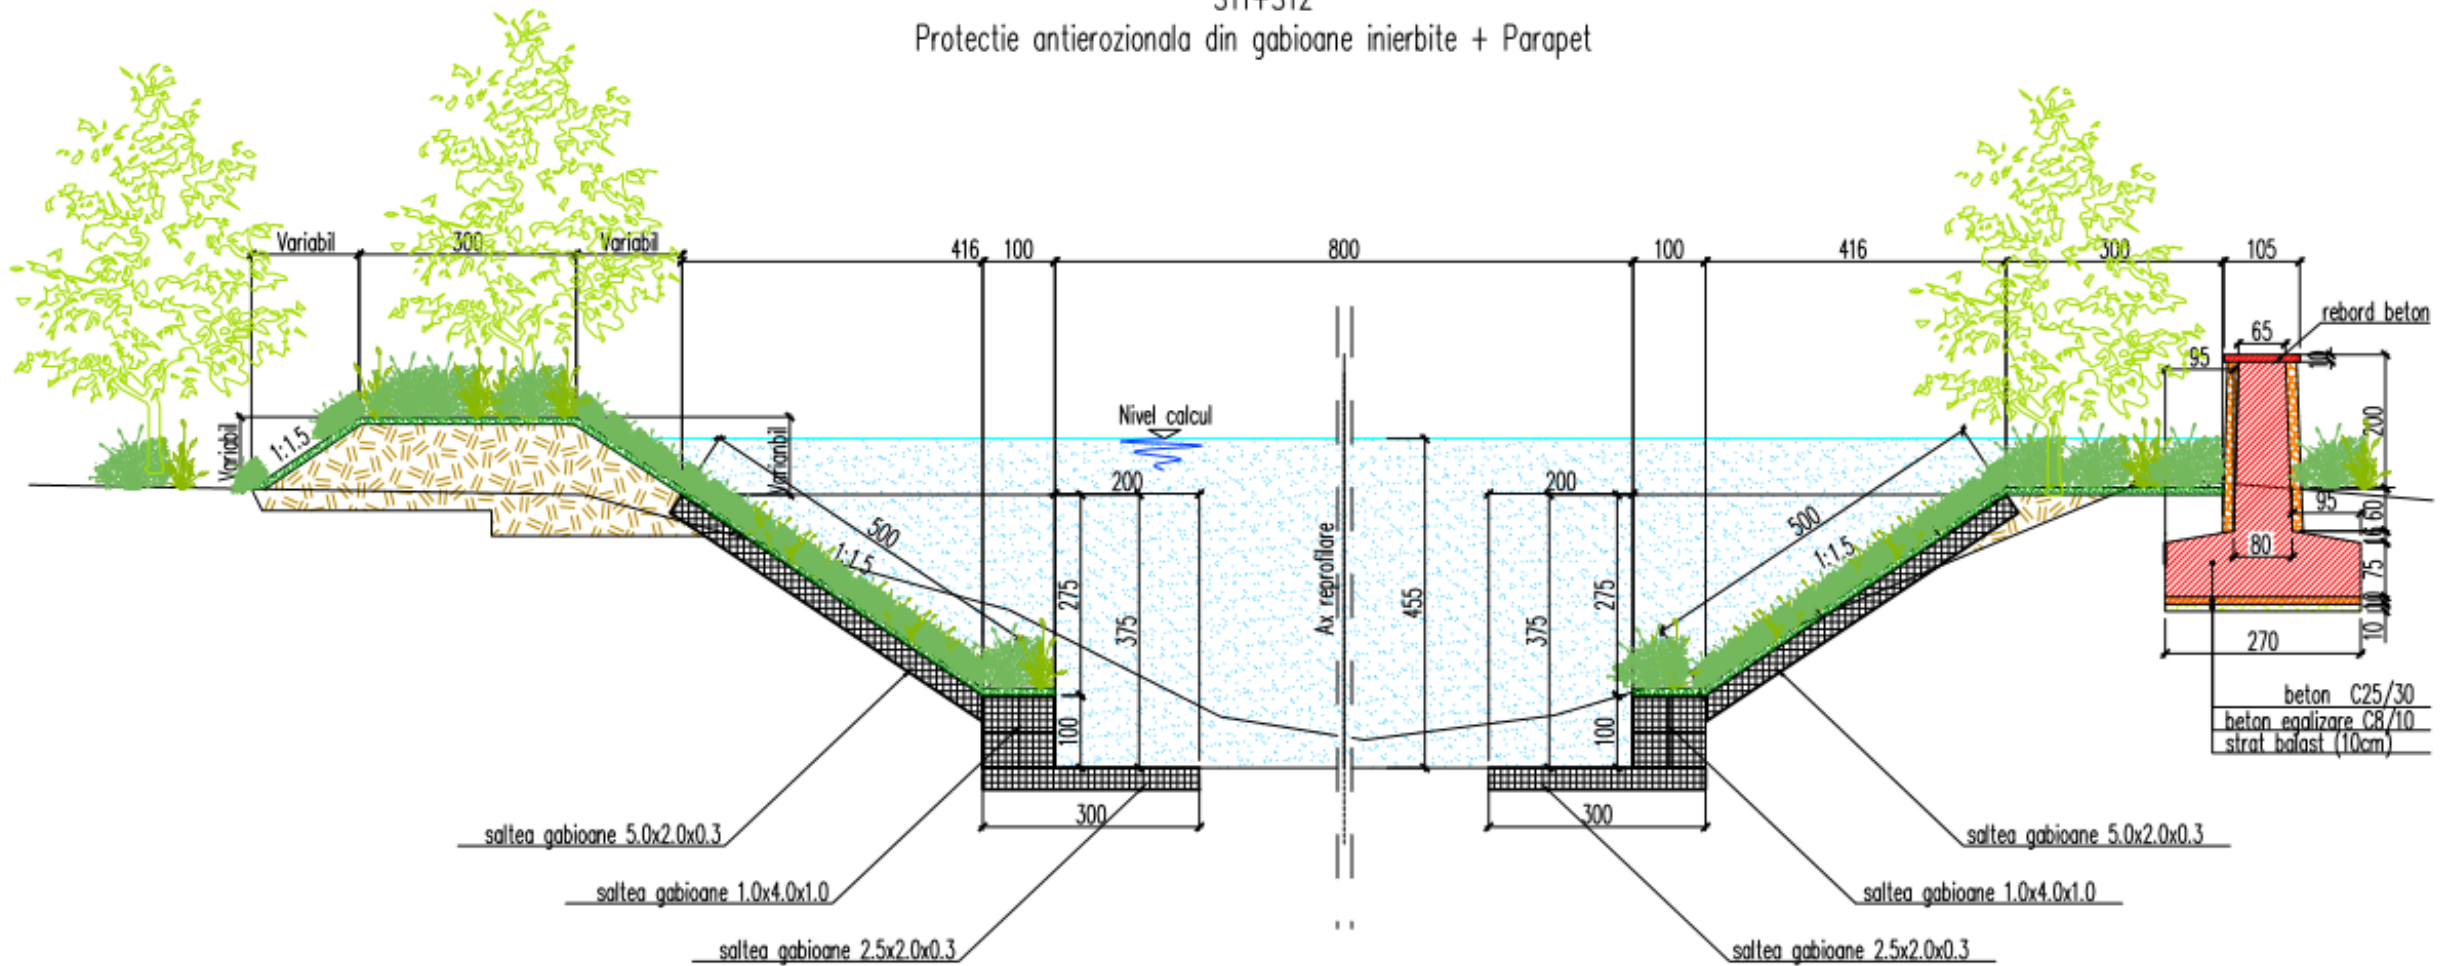 Protectie antierozionala din gabioane inierbite + Parapet
Variabil
300
Variabil
416
100
800
100
416
300
105
rebord beton
65
95
10
200
Nivel calcul
Variabil
1:1.5
Varianbil
200
200
500
1:1.5
500
1:1.5
95
60
80
75
10
10
270
275
375
Ax reprofilare
455
375
275
100
100
300
300
beton C25/30
beton egalizare C8/10
strat balast (10cm)
saltea gabioane 5.0x2.0x0.3
saltea gabioane 5.0x2.0x0.3
saltea gabioane 1.0x4.0x1.0
saltea gabioane 1.0x4.0x1.0
saltea gabioane 2.5x2.0x0.3
saltea gabioane 2.5x2.0x0.3